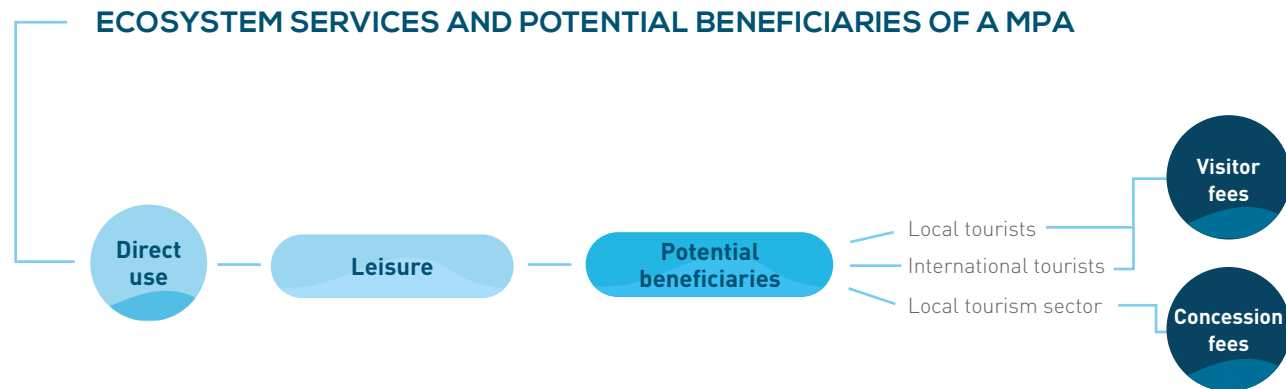 ECOSYSTEM SERVICES AND POTENTIAL BENEFICIARIES OF A MPA
Direct
use
Leisure
Potential
beneficiaries
Local tourists
International tourists
Local tourism sector
Visitor
fees
Concession
fees